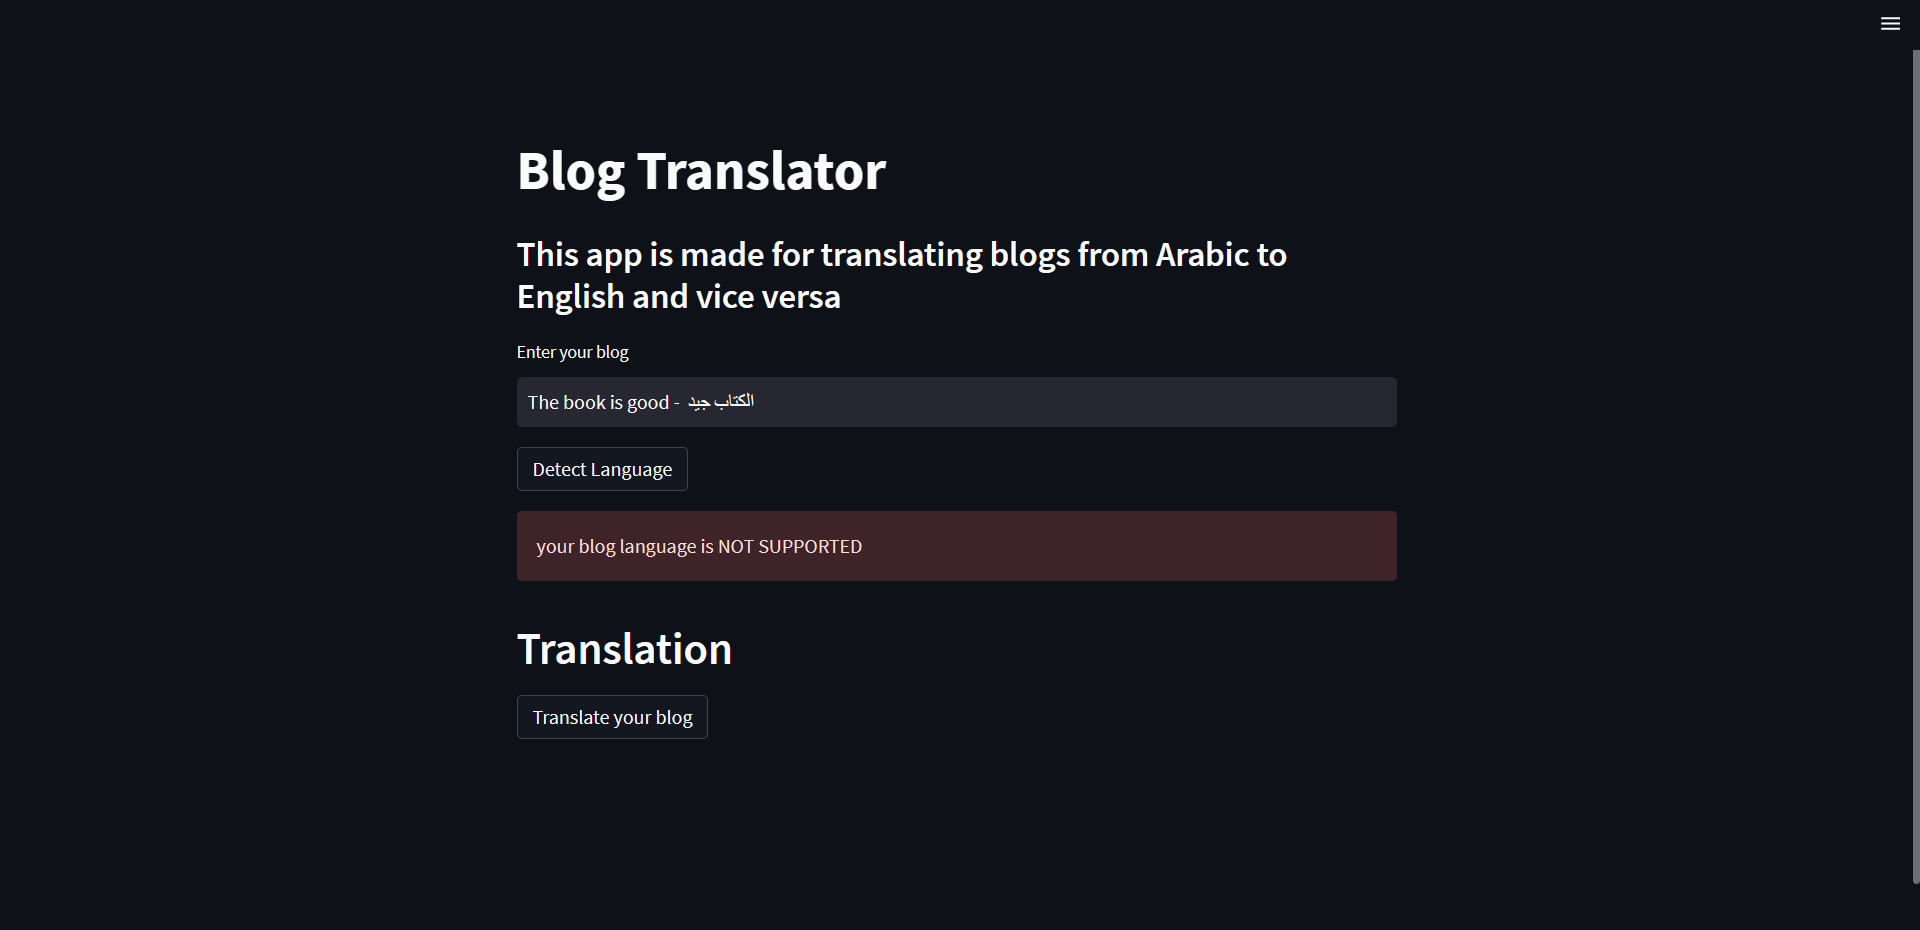 Blog Translator
This app is made for translating blogs from Arabic to
English and vice versa
Enter your blog
The book is good - الكتاب جيد
Detect Language
your blog language is NOT SUPPORTED
Translation
Translate your blog